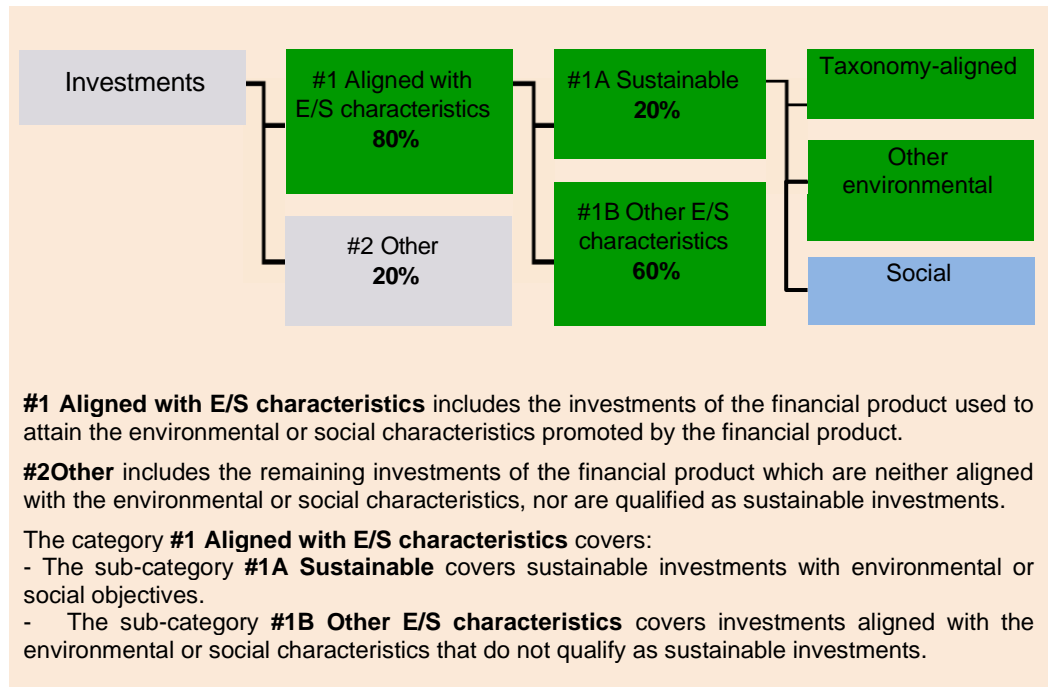 Investments
#1 Aligned with
E/S characteristics
80%
#2 Other
20%
#1A Sustainable
20%
#1B Other E/S
characteristics
60%
Taxonomy-aligned
Other
environmental
Social
#1 Aligned with E/S characteristics includes the investments of the financial product used to
attain the environmental or social characteristics promoted by the financial product.
#2Other includes the remaining investments of the financial product which are neither aligned
with the environmental or social characteristics, nor are qualified as sustainable investments.
The category #1 Aligned with E/S characteristics covers:
- The sub-category #1A Sustainable covers sustainable investments with environmental or
social objectives.
- The sub-category #1B Other E/S characteristics covers investments aligned with the
environmental or social characteristics that do not qualify as sustainable investments.